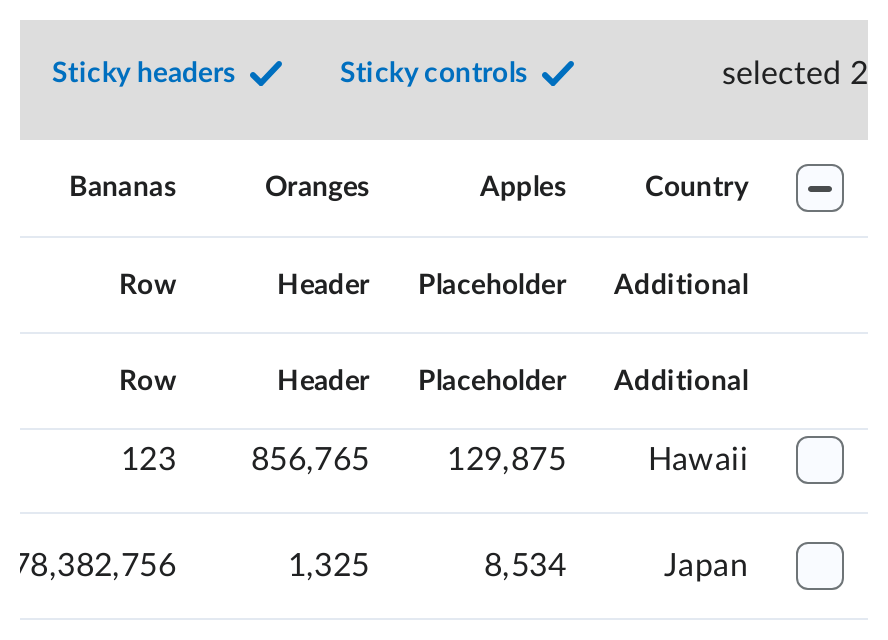 Sticky headers Sticky controls selected 2
Bananas Oranges Apples Country
Row Header Placeholder Additional
Row Header Placeholder Additional
123 856,765 129,875 Hawaii
78,382,756 1,325 8,534 Japan